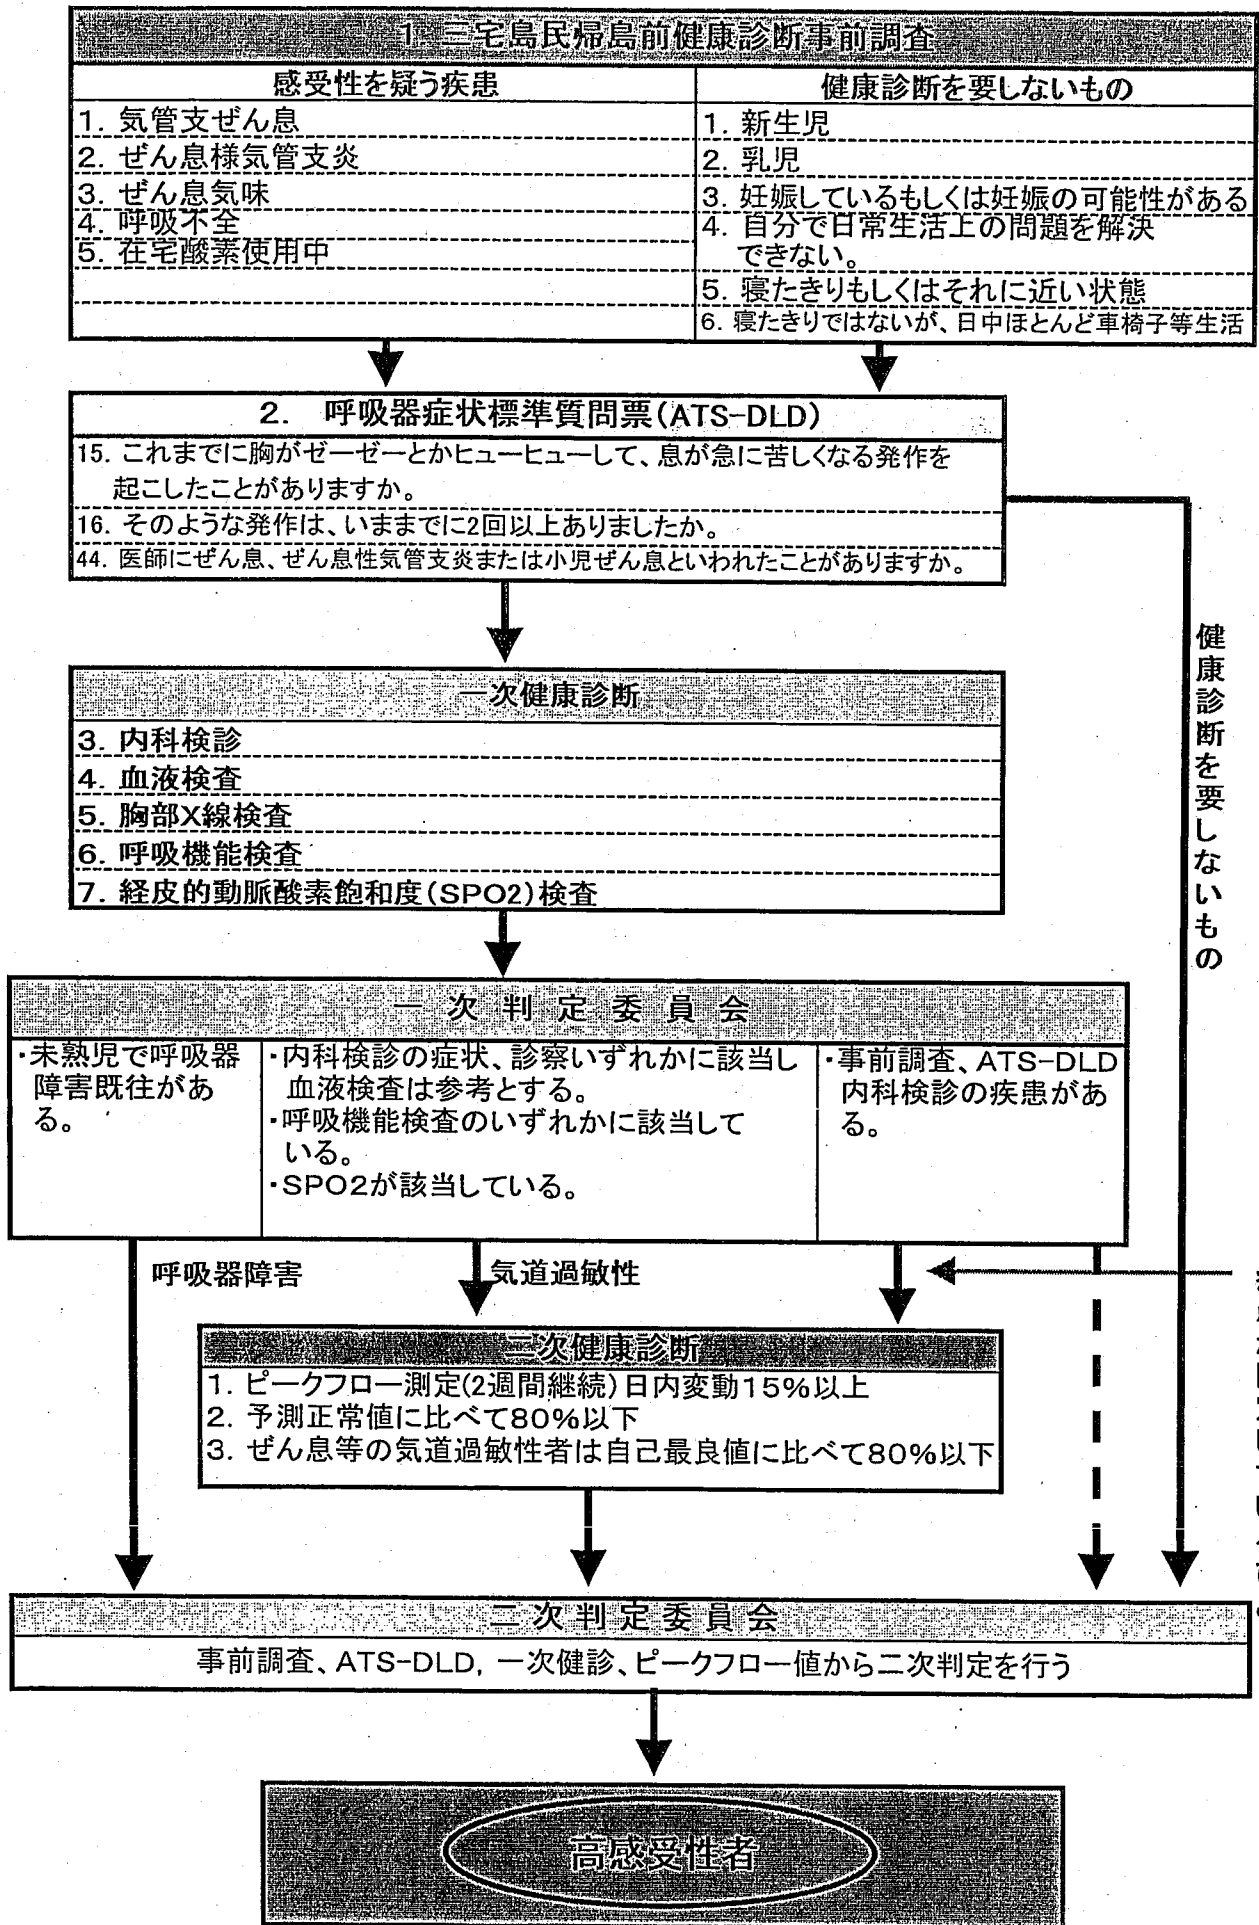 1. 三宅島民帰島前健康診断事前調査
感受性を疑う疾患
1. 気管支ぜん息
2. ぜん息様気管支炎
3. ぜん息気味
4. 呼吸不全
5. 在宅酸素使用中
健康診断を要しないもの
1. 新生児
2. 乳児
3. 妊娠しているもしくは妊娠の可能性がある
4. 自分で日常生活上の問題を解決
できない。
5. 寝たきりもしくはそれに近い状態
6. 寝たきりではないが、日中ほとんど車椅子等生活
2. 呼吸器症状標準質問票(ATS-DLD)
15. これまでに胸がゼーゼーとかヒューヒューして、息が急に苦しくなる発作を
起こしたことがありますか。
16. そのような発作は、いままでに2回以上ありましたか。
44. 医師にぜん息、ぜん息性気管支炎または小児ぜん息といわれたことがありますか。
健康診断を要しないもの
一次健康診断
3. 内科検診
4. 血液検査
5. 胸部X線検査
6. 呼吸機能検査
7. 経皮的動脈酸素飽和度(SPO2)検査
一次判定委員会
・未熟児で呼吸器
障害既往があ
る。
・内科検診の症状、診察いずれかに該当し
血液検査は参考とする。
・呼吸機能検査のいずれかに該当して
いる。
・SPO2が該当している。
・事前調査、ATS-DLD
内科検診の疾患があ
る。
呼吸器障害
気道過敏性
二次健康診断
1. ピークフロー測定(2週間継続)日内変動15%以上
2. 予測正常値に比べて80%以下
3. ぜん息等の気道過敏性者は自己最良値に比べて80%以下
二次判定委員会
事前調査、ATS-DLD, 一次健診、ピークフロー値から二次判定を行う
高感受性者